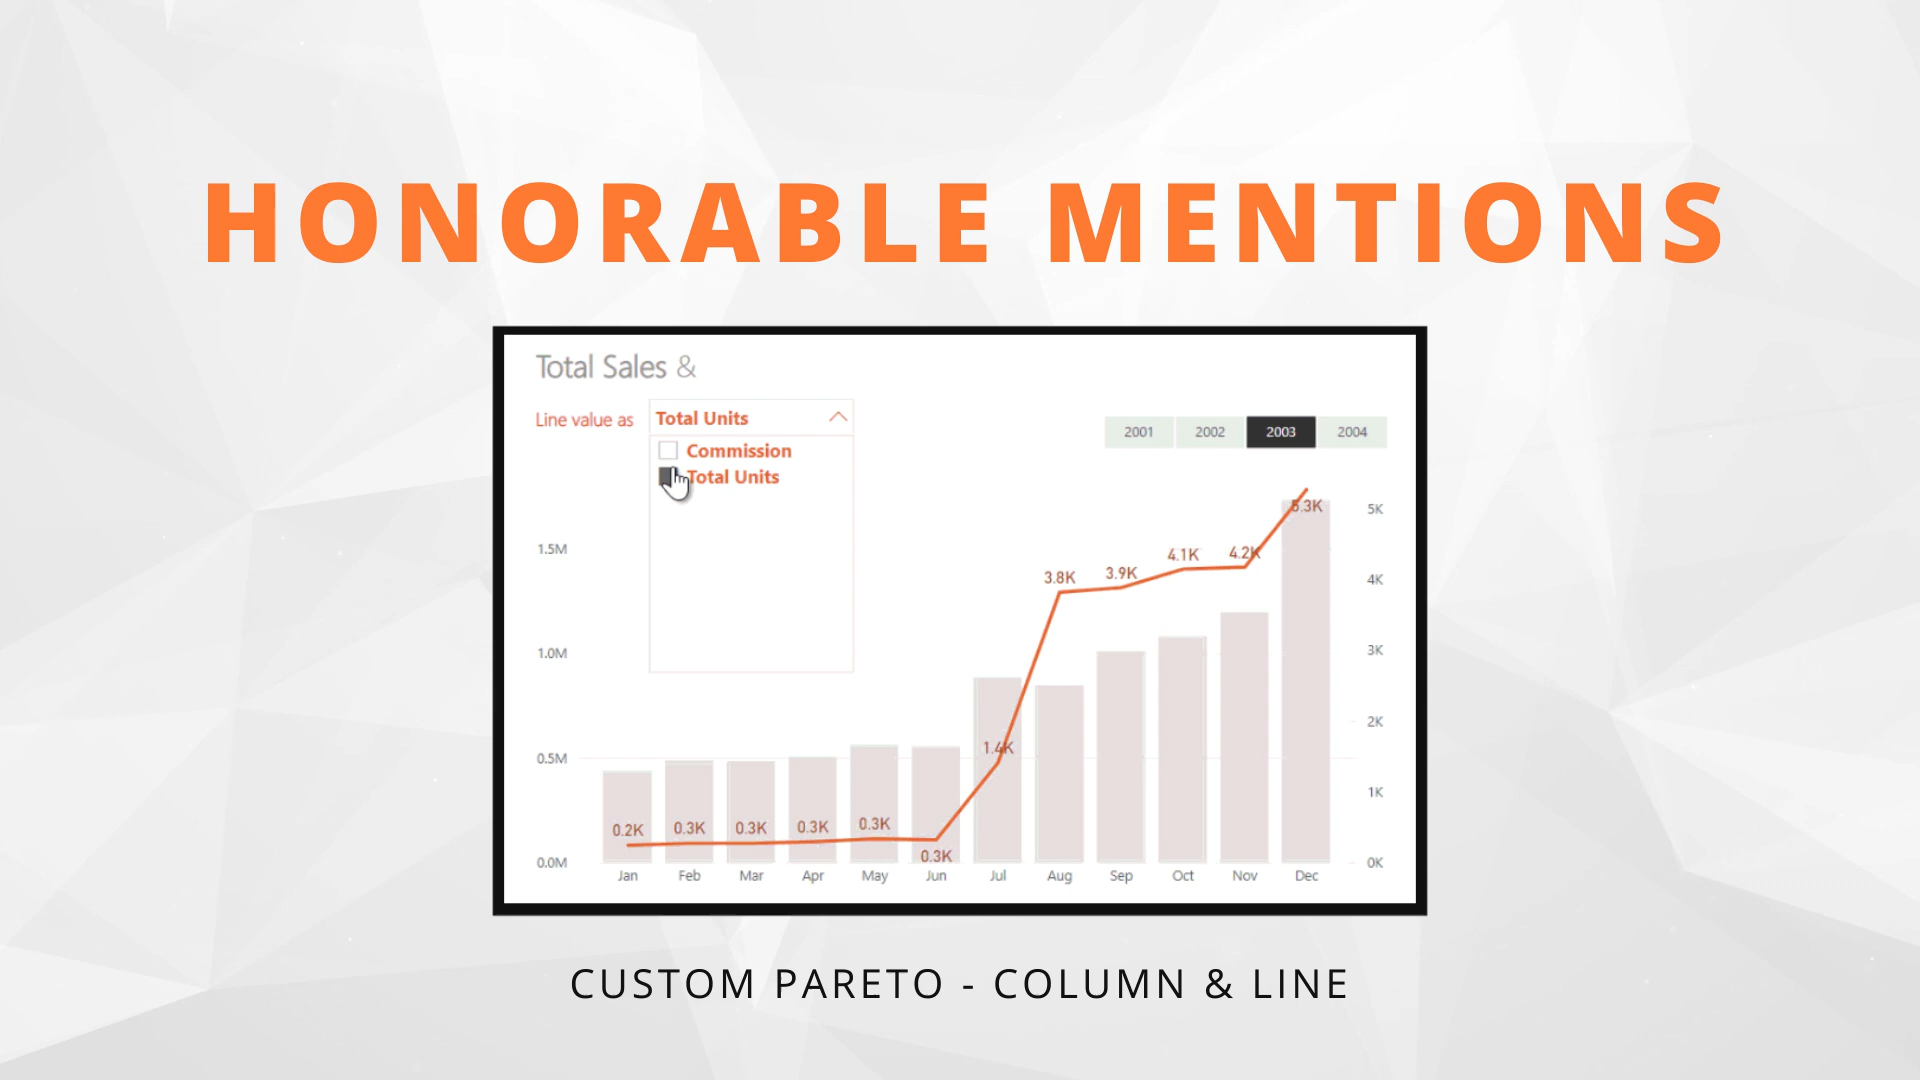 HONORABLE MENTIONS
Total Sales &
Line value as
Total Units
Commission
Total Units
2001 2002 2003 2004
1.5M
1.0M
0.5M
0.0M
5K
4K
3K
2K
1K
0K
0.2K 0.3K 0.3K 0.3K 0.3K 0.3K 1.4K 3.8K 3.9K 4.1K 4.2K 5.3K
Jan Feb Mar Apr May Jun Jul Aug Sep Oct Nov Dec
CUSTOM PARETO - COLUMN & LINE